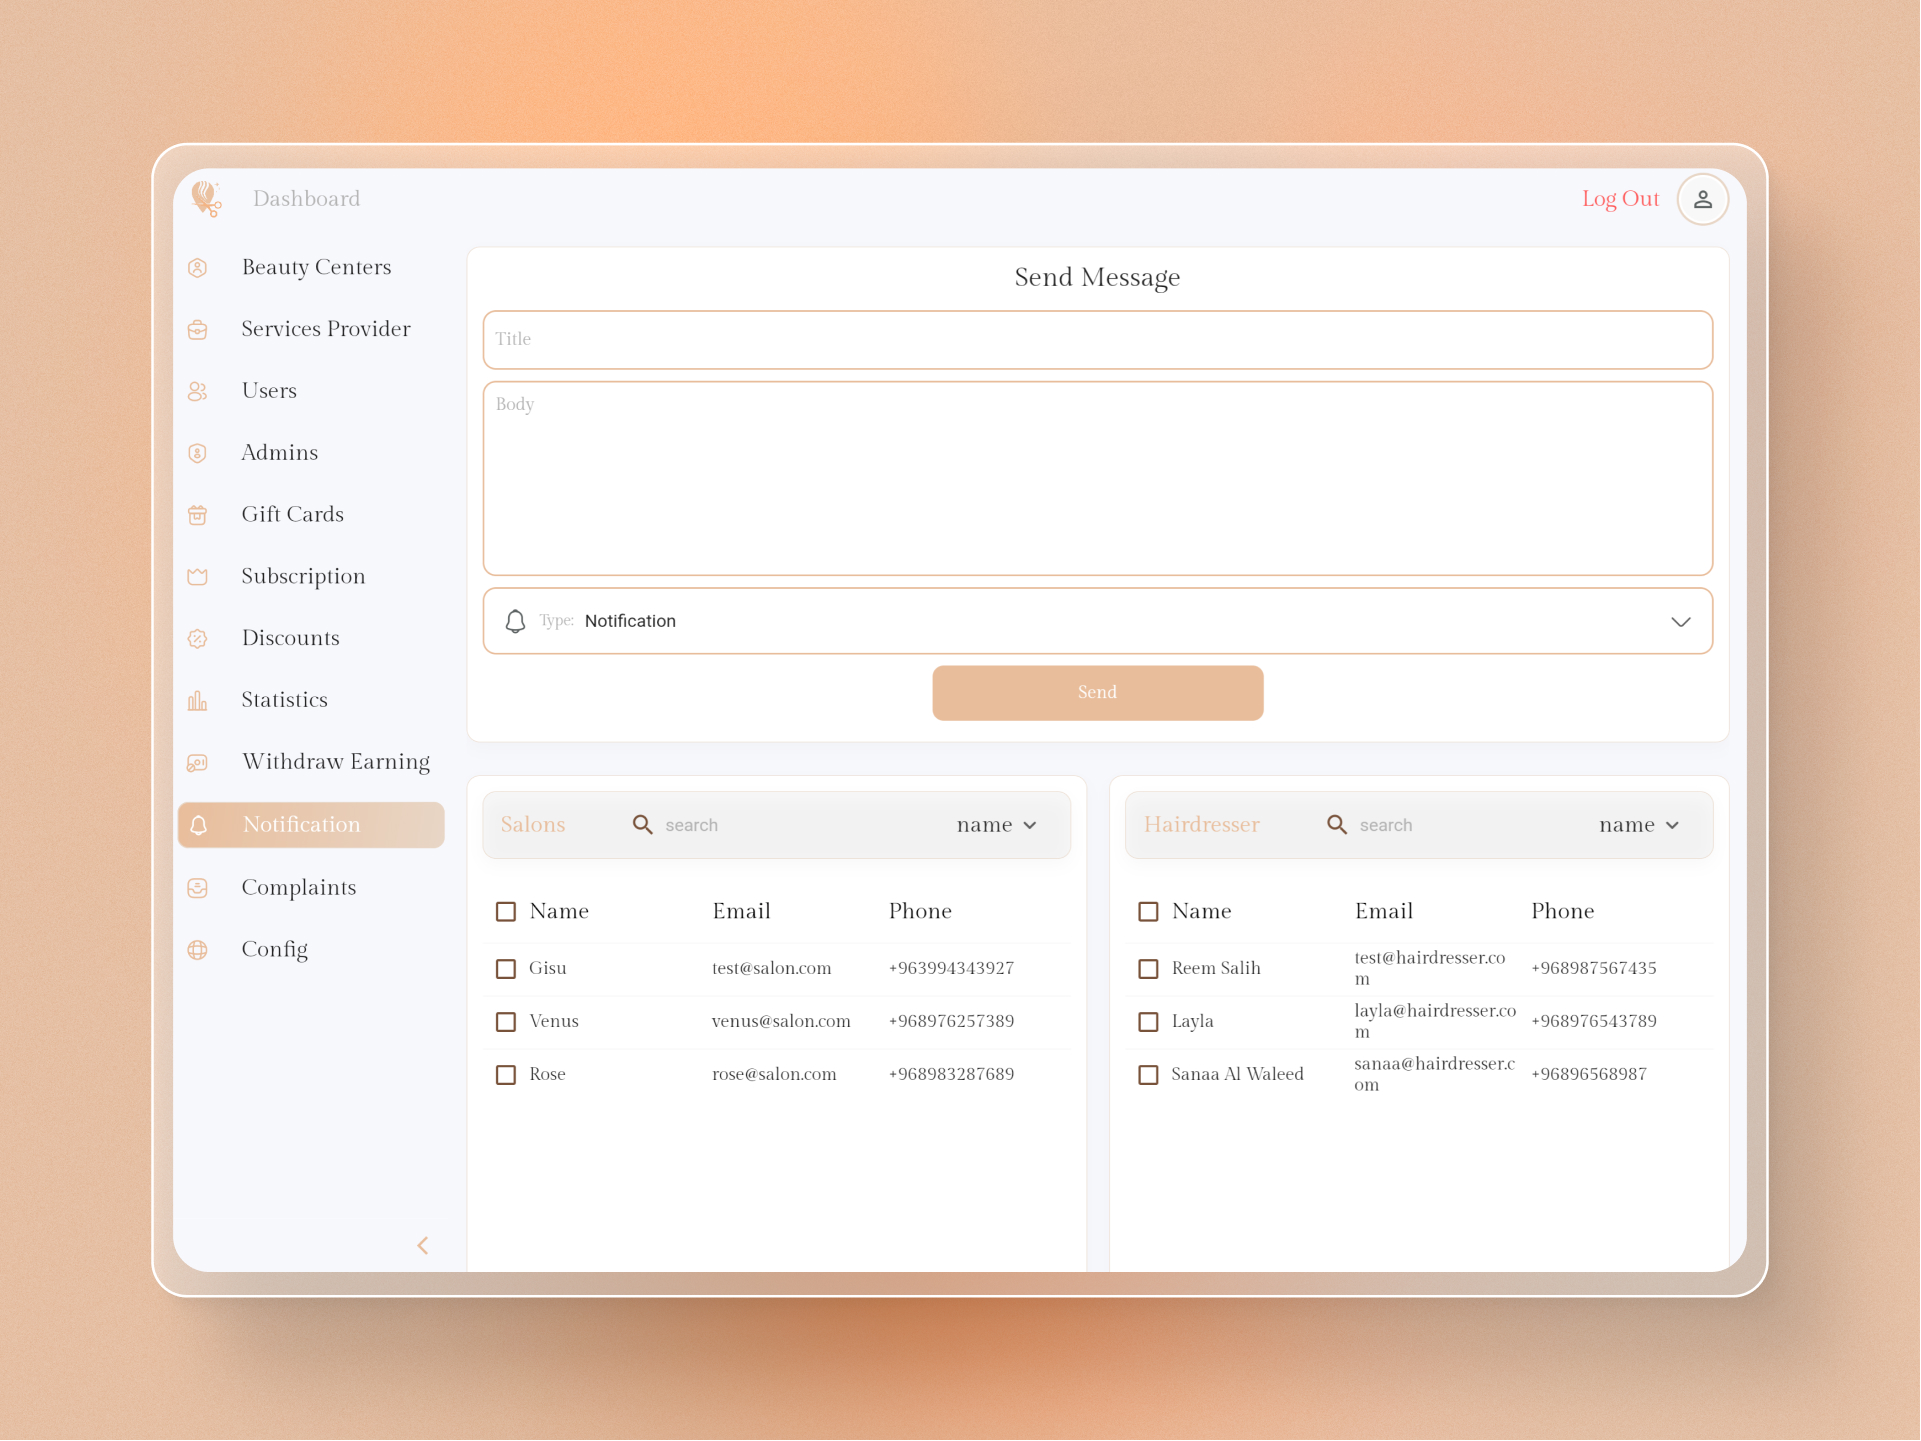 Dashboard
Log Out
Beauty Centers
Services Provider
Users
Admins
Gift Cards
Subscription
Discounts
Statistics
Withdraw Earning
Notification
Complaints
Config
Send Message
Title
Body
Type: Notification
Send
Salons search name
Name Email Phone
Gisu test@salon.com +963994343927
Venus venus@salon.com +968976257389
Rose rose@salon.com +968983287689
Hairdresser search name
Name Email Phone
Reem Salih test@hairdresser.co
m +968987567435
Layla layla@hairdresser.co
m +968976543789
Sanaa Al Waleed sanaa@hairdresser.c
om +96896568987